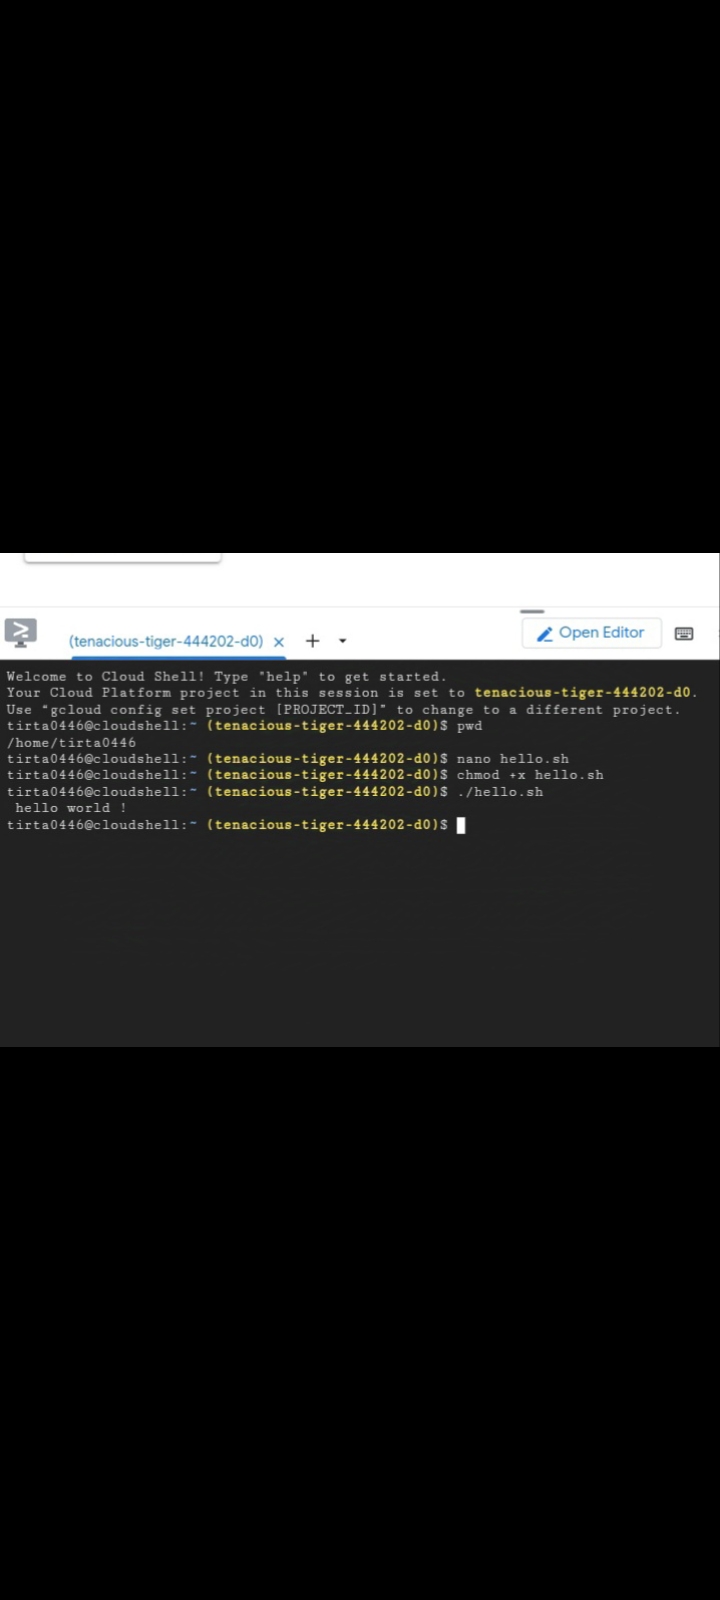 (tenacious-tiger-444202-d0)
Open Editor
Welcome to Cloud Shell! Type "help" to get started.
Your Cloud Platform project in this session is set to tenacious-tiger-444202-d0.
Use “gcloud config set project [PROJECT_ID]” to change to a different project.
tirta0446@cloudshell:~ (tenacious-tiger-444202-d0)$ pwd
/home/tirta0446
tirta0446@cloudshell:~ (tenacious-tiger-444202-d0)$ nano hello.sh
tirta0446@cloudshell:~ (tenacious-tiger-444202-d0)$ chmod +x hello.sh
tirta0446@cloudshell:~ (tenacious-tiger-444202-d0)$ ./hello.sh
 hello world !
tirta0446@cloudshell:~ (tenacious-tiger-444202-d0)$